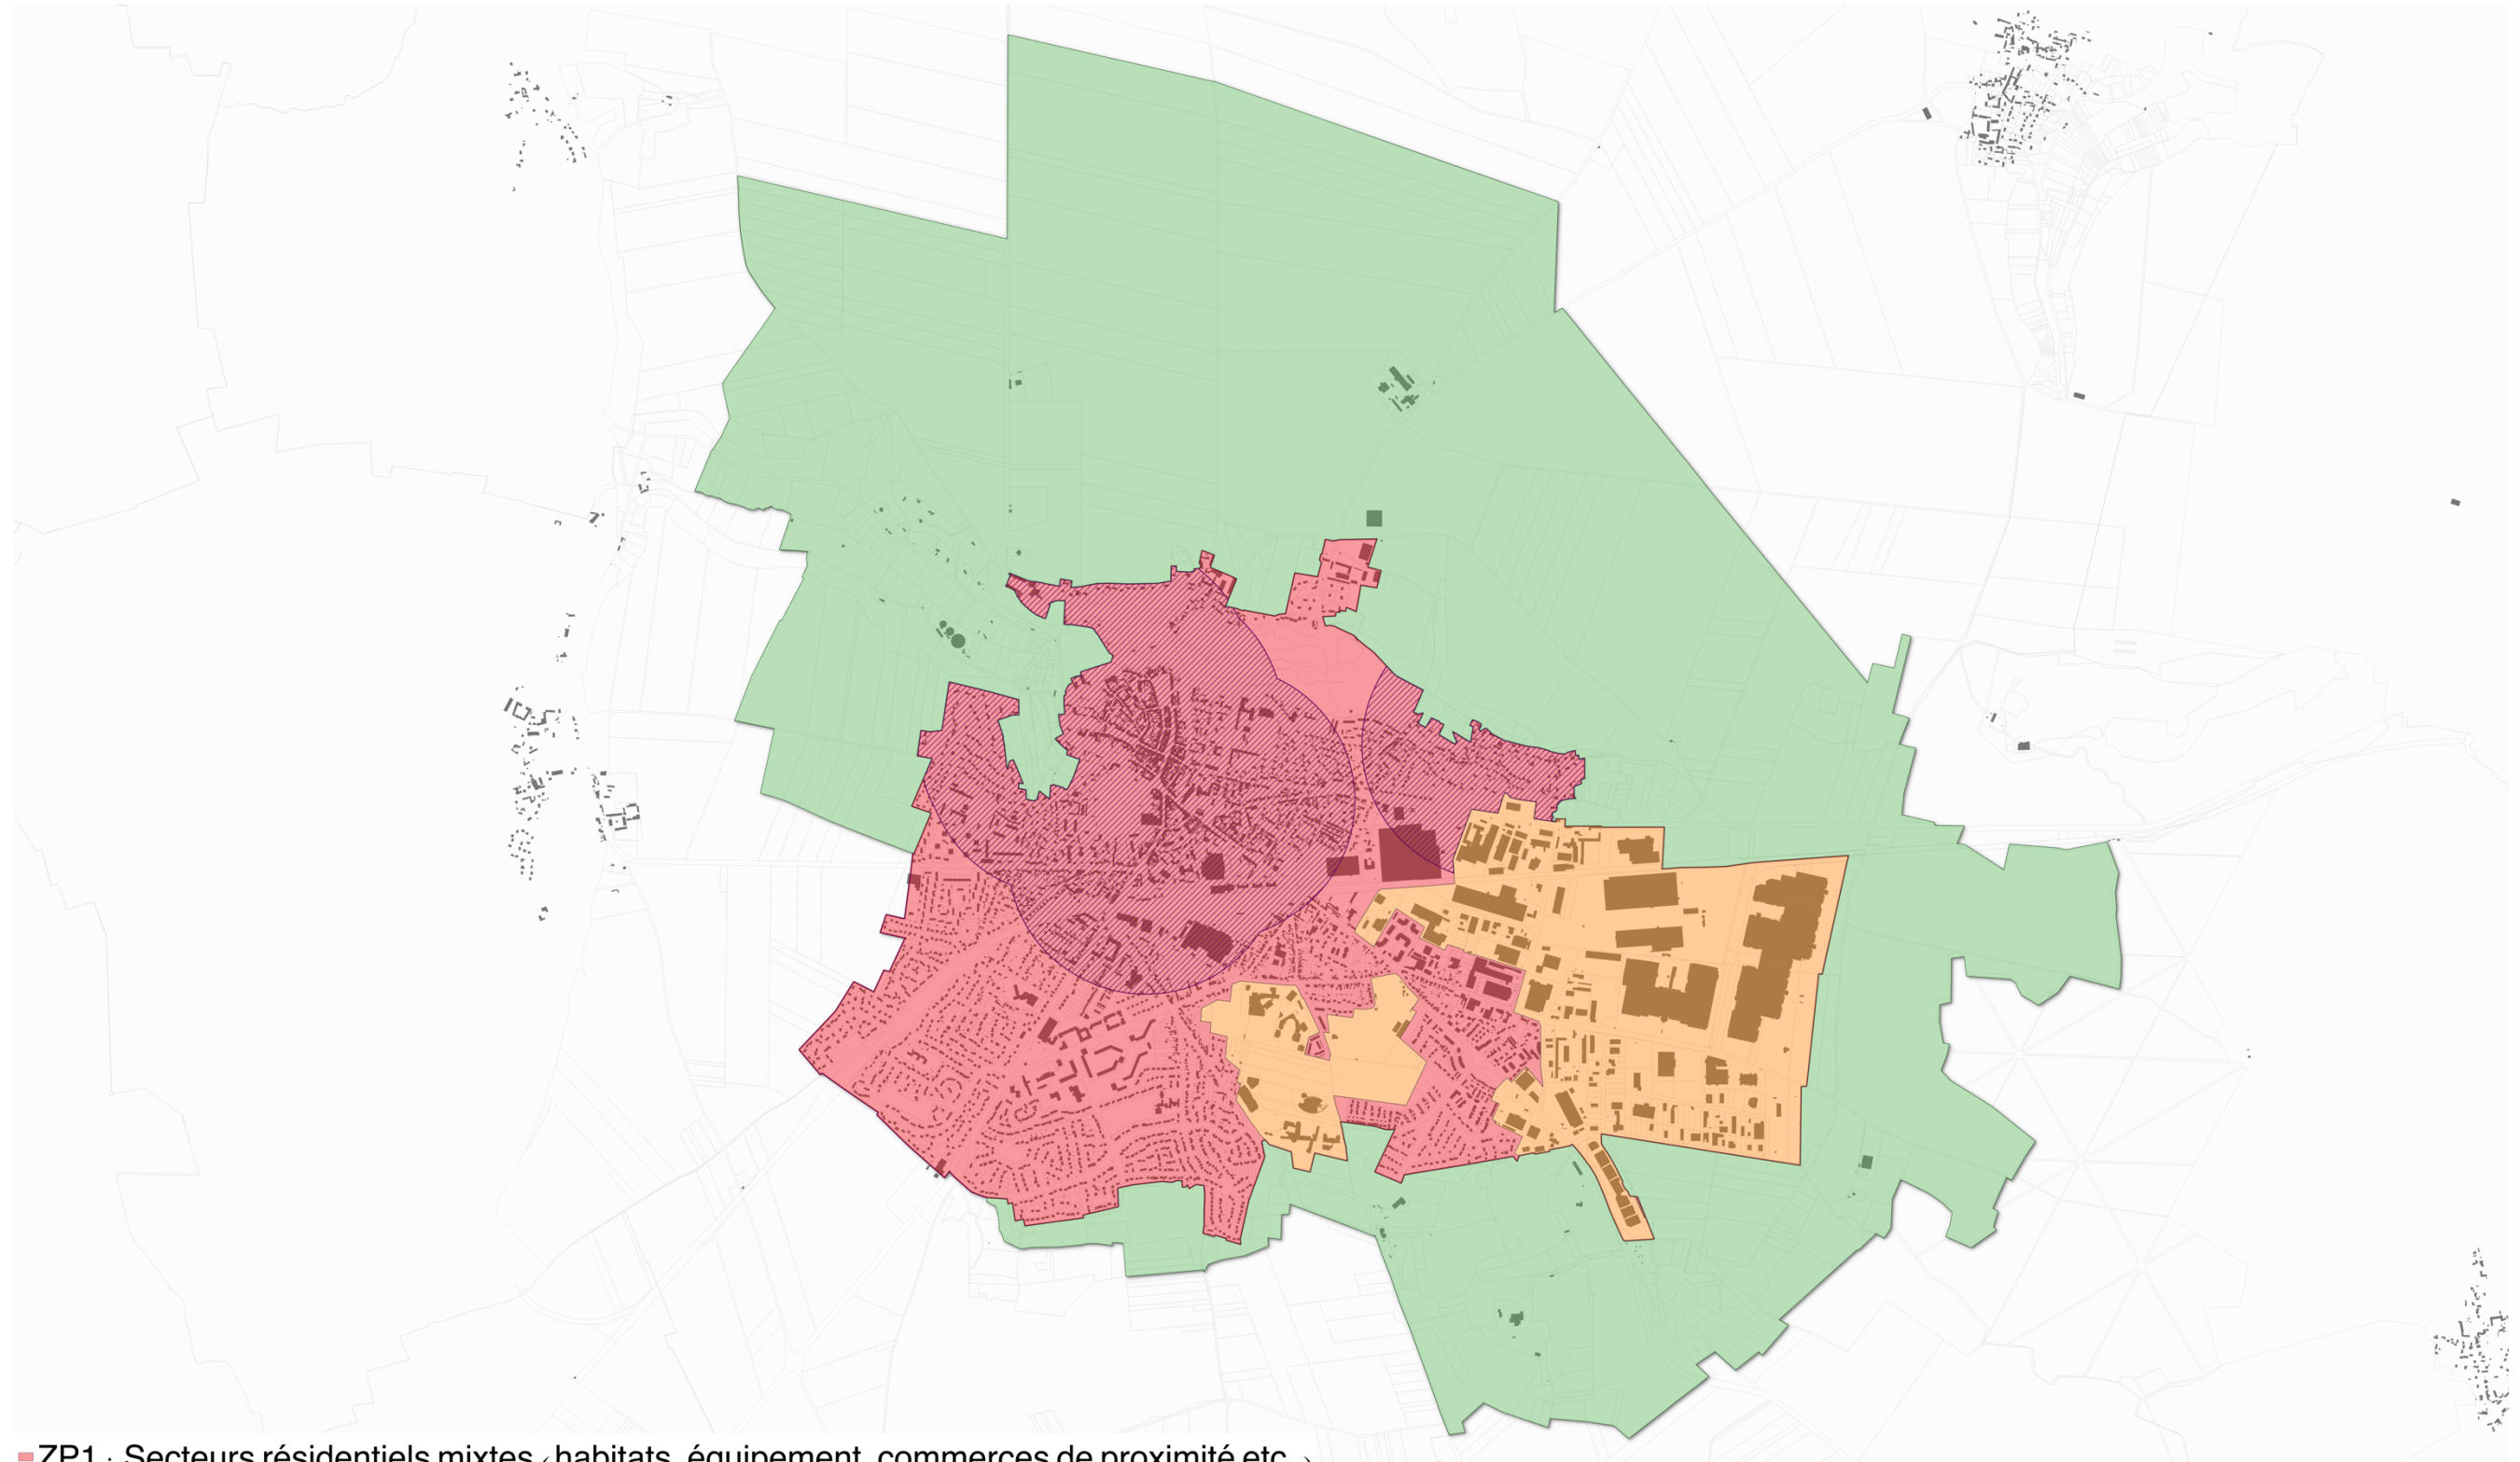 ZP1 : Secteurs résidentiels mixtes (habitats, équipement, commerces de proximité etc.)